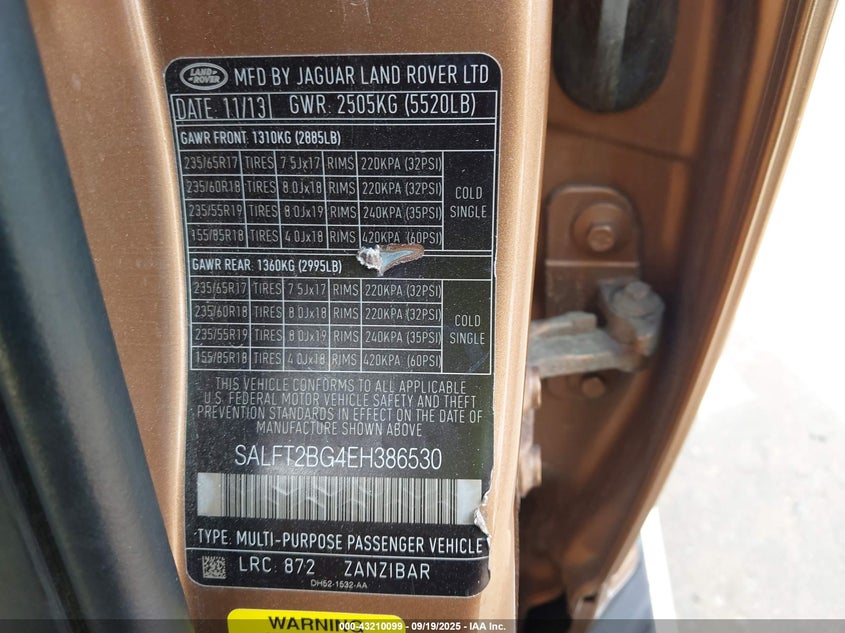 LAND-ROVER MFD BY JAGUAR LAND ROVER LTD
DATE: 11/13 GWR: 2505KG (5520LB)
GAWR FRONT: 1310KG (2885LB)
235/65R17 TIRES 7.5Jx17 RIMS 220KPA (32PSI)
235/60R18 TIRES 8.0Jx18 RIMS 220KPA (32PSI)
235/55R19 TIRES 8.0Jx19 RIMS 240KPA (35PSI)
155/85R18 TIRES 4.0Jx18 RIMS 420KPA (60PSI)
COLD
SINGLE
GAWR REAR: 1360KG (2995LB)
235/65R17 TIRES 7.5Jx17 RIMS 220KPA (32PSI)
235/60R18 TIRES 8.0Jx18 RIMS 220KPA (32PSI)
235/55R19 TIRES 8.0Jx19 RIMS 240KPA (35PSI)
155/85R18 TIRES 4.0Jx18 RIMS 420KPA (60PSI)
COLD
SINGLE
THIS VEHICLE CONFORMS TO ALL APPLICABLE
U.S. FEDERAL MOTOR VEHICLE SAFETY AND THEFT
PREVENTION STANDARDS IN EFFECT ON THE DATE OF
MANUFACTURE SHOWN ABOVE
SALFT2BG4EH386530
TYPE: MULTI-PURPOSE PASSENGER VEHICLE
LRC: 872 ZANZIBAR
DH52-1532-AA
WARNING
000-43210099 - 09/19/2025 - IAA Inc.